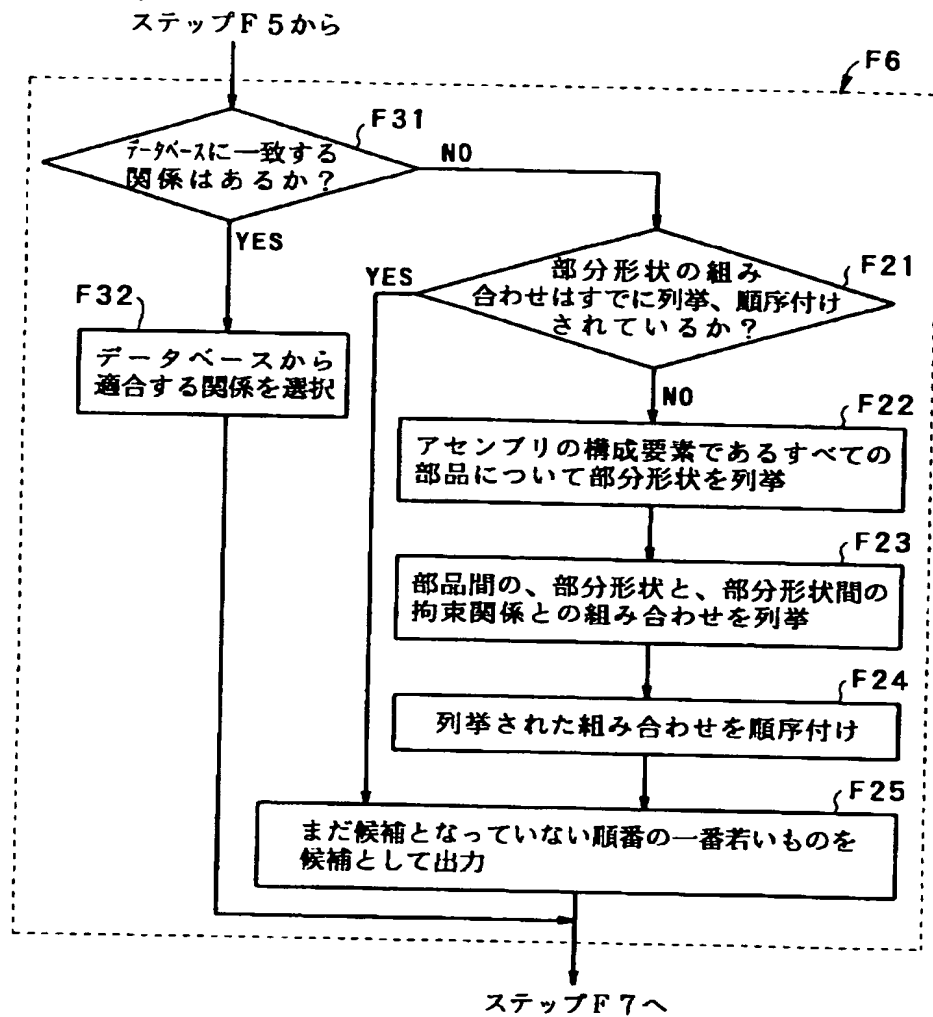 ステップF5から
F6
F31
データベースに一致する
関係はあるか?
NO
YES
F21
部分形状の組み
合わせはすでに列挙、順序付け
されているか?
YES
F32
データベースから
適合する関係を選択
NO
F22
アセンブリの構成要素であるすべての
部品について部分形状を列挙
F23
部品間の、部分形状と、部分形状間の
拘束関係との組み合わせを列挙
F24
列挙された組み合わせを順序付け
F25
まだ候補となっていない順番の一番若いものを
候補として出力
ステップF7へ